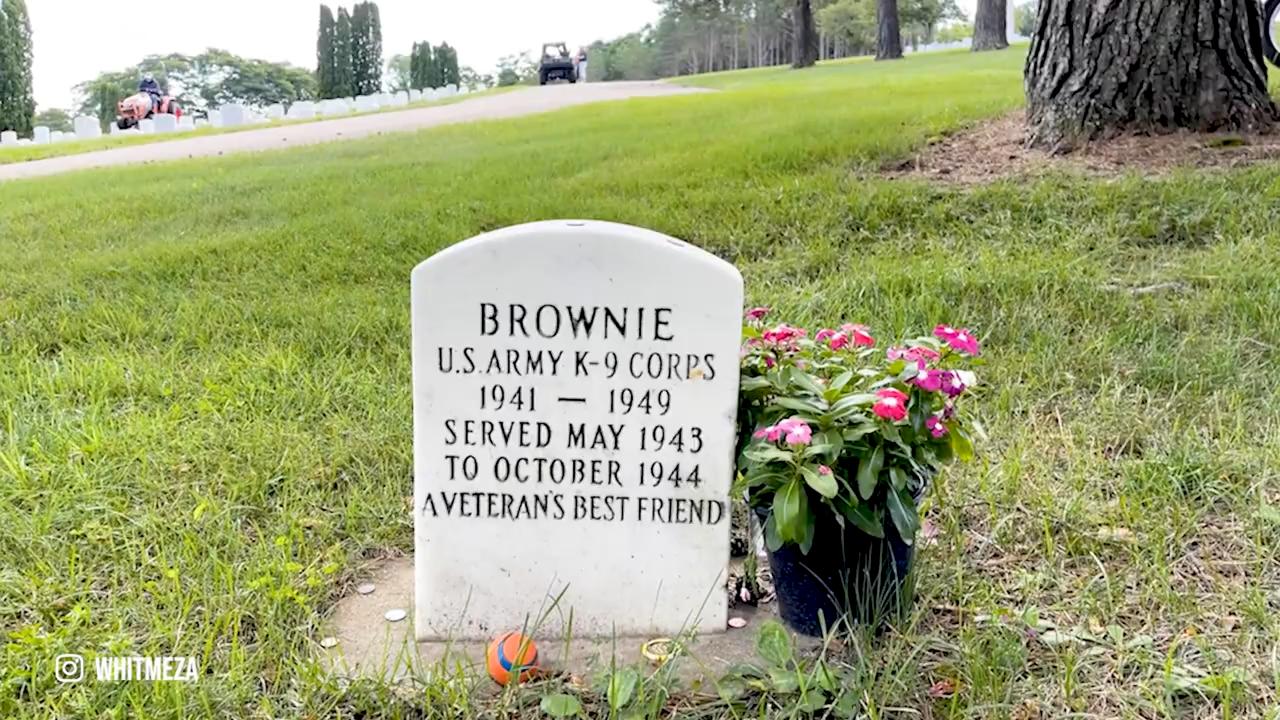 BROWNIE
U.S. ARMY K-9 CORPS
1941 — 1949
SERVED MAY 1943
TO OCTOBER 1944
A VETERAN'S BEST FRIEND
WHITMEZA